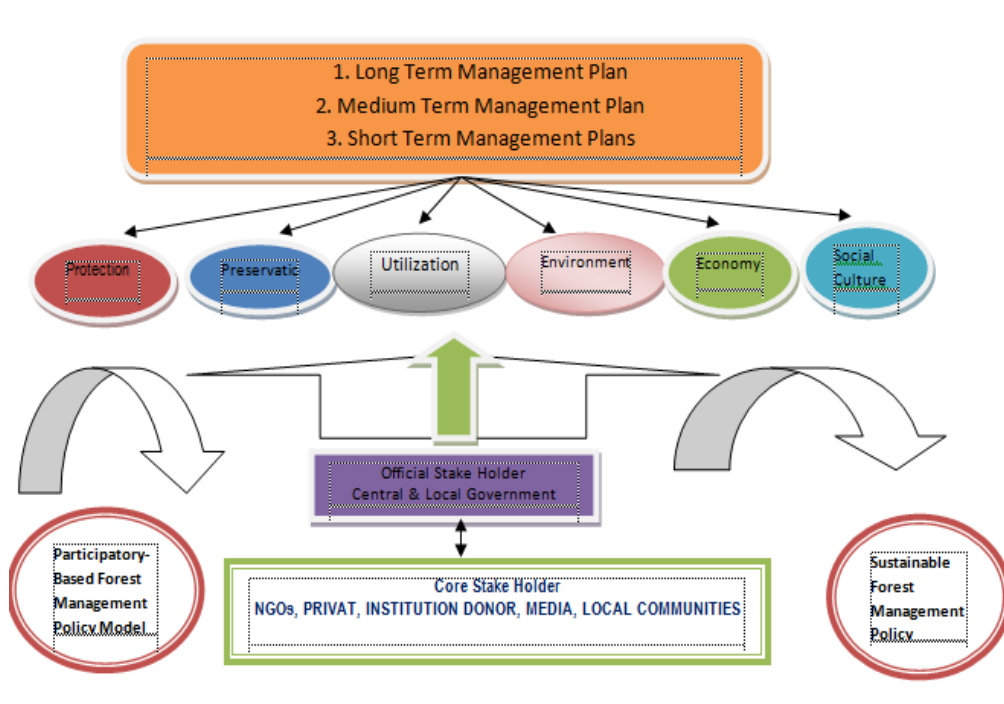 1. Long Term Management Plan
2. Medium Term Management Plan
3. Short Term Management Plans
Protection
Preservatic
Utilization
Environment
Economy
Social
Culture
Official Stake Holder
Central & Local Government
Core Stake Holder
NGOs, PRIVAT, INSTITUTION DONOR, MEDIA, LOCAL COMMUNITIES
Participatory-
Based Forest
Management
Policy Model
Sustainable
Forest
Management
Policy